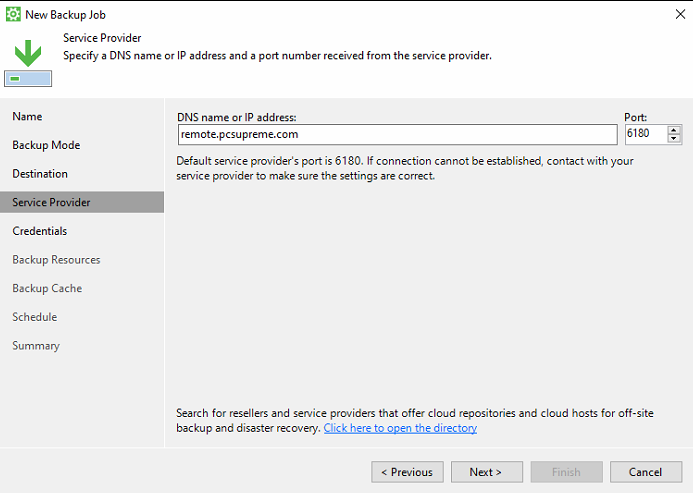 New Backup Job
Service Provider
Specify a DNS name or IP address and a port number received from the service provider.
Name
Backup Mode
Destination
Service Provider
Credentials
Backup Resources
Backup Cache
Schedule
Summary
DNS name or IP address:
Port:
remote.pcsupreme.com
6180
Default service provider's port is 6180. If connection cannot be established, contact with your
service provider to make sure the settings are correct.
Search for resellers and service providers that offer cloud repositories and cloud hosts for off-site
backup and disaster recovery. Click here to open the directory
< Previous
Next >
Finish
Cancel